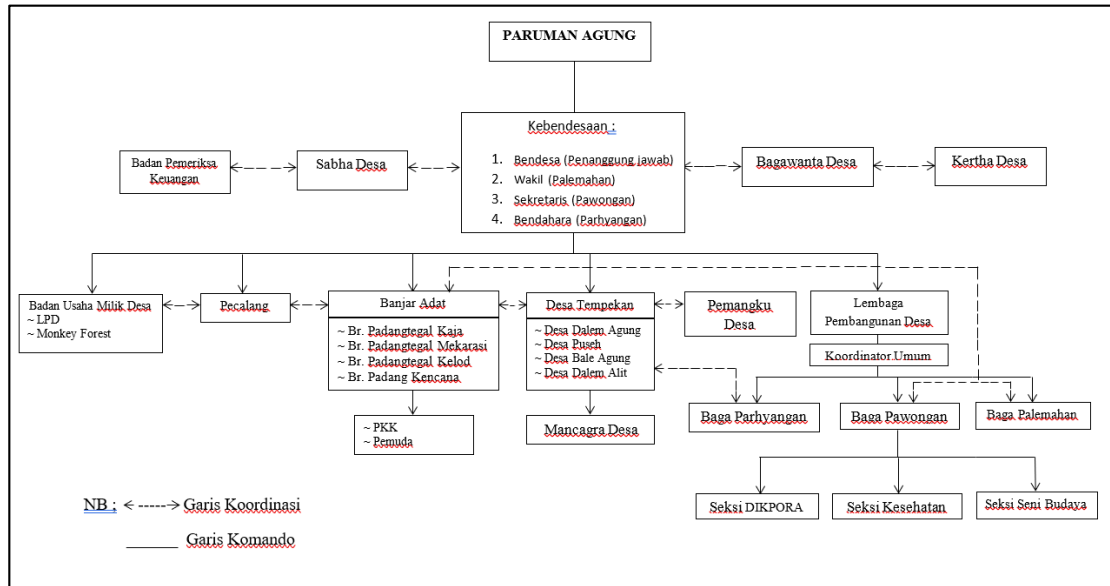 PARUMAN AGUNG
Kebendesaan :
1. Bendesa (Penanggung jawab)
2. Wakil (Palemahan)
3. Sekretaris (Pawongan)
4. Bendahara (Parhyangan)
Badan Pemeriksa
Keuangan
Sabha Desa
Bagawanta Desa
Kertha Desa
Badan Usaha Milik Desa
~ LPD
~ Monkey Forest
Pecalang
Banjar Adat
~ Br. Padangtegal Kaja
~ Br. Padangtegal Mekarasi
~ Br. Padangtegal Kelod
~ Br. Padang Kencana
Desa Tempekan
~ Desa Dalem Agung
~ Desa Puseh
~ Desa Bale Agung
~ Desa Dalem Alit
Pemangku
Desa
Lembaga
Pembangunan Desa
Koordinator Umum
~ PKK
~ Pemuda
Mancagra Desa
Baga Parhyangan
Baga Pawongan
Baga Palemahan
Seksi DIKPORA
Seksi Kesehatan
Seksi Seni Budaya
NB : Garis Koordinasi
Garis Komando